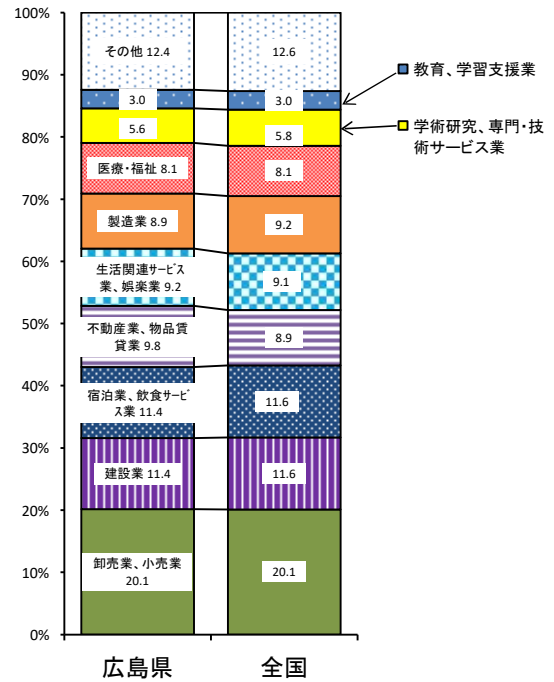 100%
90%
80%
70%
60%
50%
40%
30%
20%
10%
0%
その他 12.4
3.0
5.6
医療・福祉 8.1
製造業 8.9
生活関連サービス
業、娯楽業 9.2
不動産業、物品賃
貸業 9.8
宿泊業、飲食サービ
ス業 11.4
建設業 11.4
卸売業、小売業
20.1
12.6
3.0
5.8
8.1
9.2
9.1
8.9
11.6
11.6
20.1
教育、学習支援業
学術研究、専門・技
術サービス業
広島県
全国